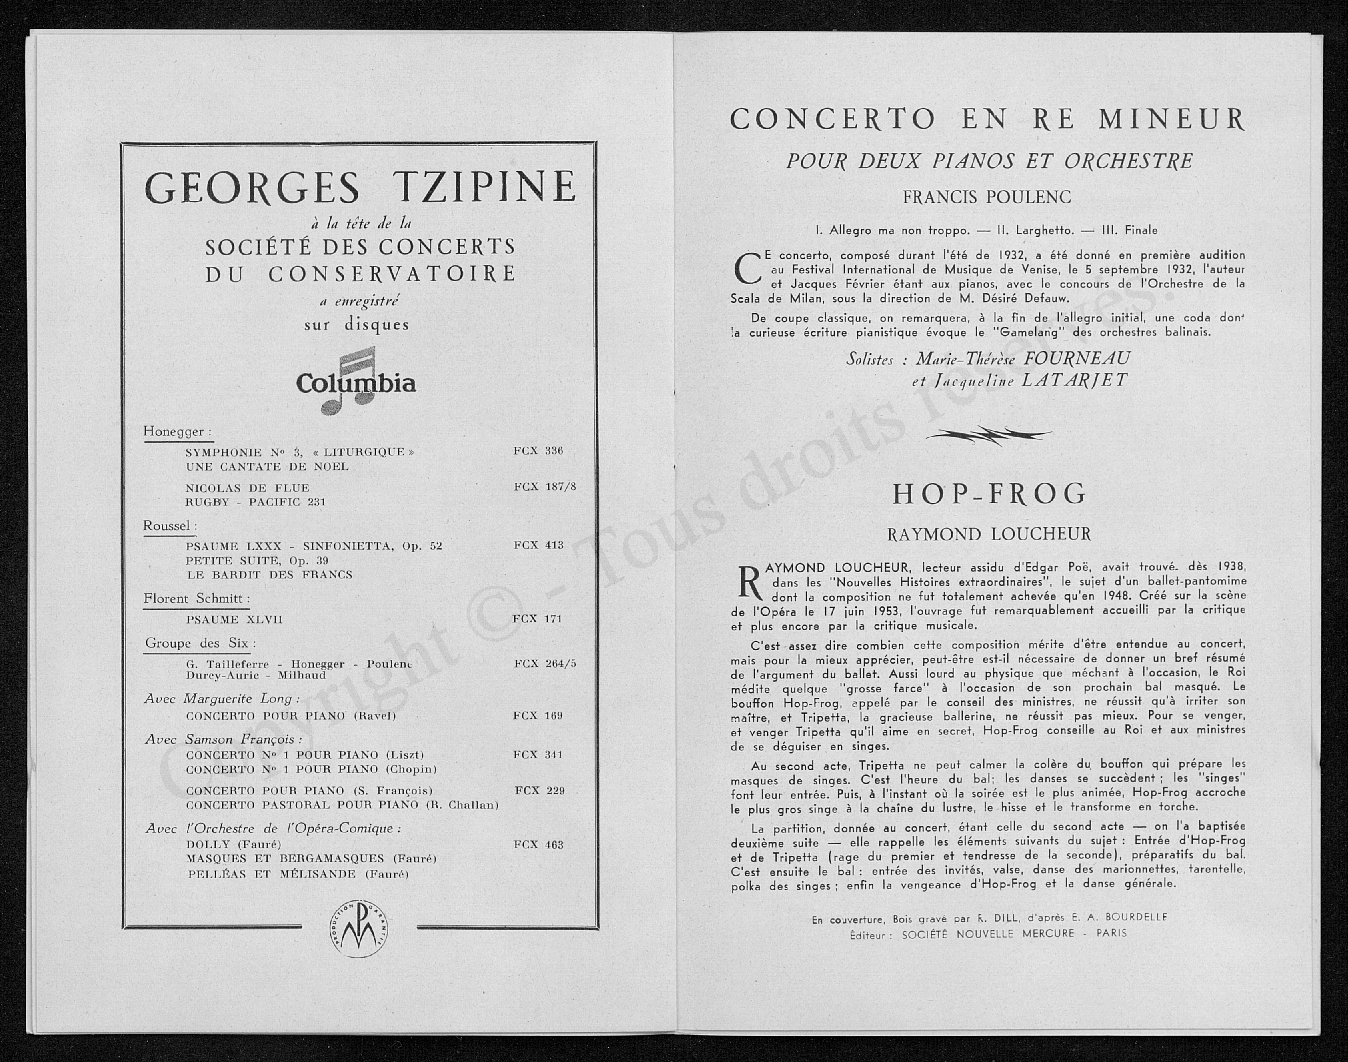 GEORGES TZIPINE
à la tête de la
SOCIÉTÉ DES CONCERTS
DU CONSERVATOIRE
a enregistré
sur disques
Columbia
Honegger :
SYMPHONIE Nº 3, « LITURGIQUE » FCX 336
UNE CANTATE DE NOEL
NICOLAS DE FLUE FCX 187/8
RUGBY - PACIFIC 231
Roussel :
PSAUME LXXX - SINFONIETTA, Op. 52 FCX 413
PETITE SUITE, Op. 39
LE BARDIT DES FRANCS
Florent Schmitt :
PSAUME XLVII FCX 171
Groupe des Six :
G. Tailleferre - Honegger - Poulenc FCX 264/5
Durey-Auric - Milhaud
Avec Marguerite Long :
CONCERTO POUR PIANO (Ravel) FCX 169
Avec Samson François :
CONCERTO Nº 1 POUR PIANO (Liszt) FCX 341
CONCERTO Nº 1 POUR PIANO (Chopin)
CONCERTO POUR PIANO (S. François) FCX 229
CONCERTO PASTORAL POUR PIANO (R. Challan)
Avec l'Orchestre de l'Opéra-Comique :
DOLLY (Fauré) FCX 463
MASQUES ET BERGAMASQUES (Fauré)
PELLÉAS ET MÉLISANDE (Fauré)
PRODUCTION GARANTIE
CONCERTO EN RE MINEUR
POUR DEUX PIANOS ET ORCHESTRE
FRANCIS POULENC
I. Allegro ma non troppo. — II. Larghetto. — III. Finale
CE concerto, composé durant l'été de 1932, a été donné en première audition
au Festival International de Musique de Venise, le 5 septembre 1932, l'auteur
et Jacques Février étant aux pianos, avec le concours de l'Orchestre de la
Scala de Milan, sous la direction de M. Désiré Defauw.
De coupe classique, on remarquera, à la fin de l'allegro initial, une coda dont
la curieuse écriture pianistique évoque le "Gamelang" des orchestres balinais.
Solistes : Marie-Thérèse FOURNEAU
et Jacqueline LATARJET
HOP-FROG
RAYMOND LOUCHEUR
RAYMOND LOUCHEUR, lecteur assidu d'Edgar Poë, avait trouvé, dès 1938,
dans les "Nouvelles Histoires extraordinaires", le sujet d'un ballet-pantomime
dont la composition ne fut totalement achevée qu'en 1948. Créé sur la scène
de l'Opéra le 17 juin 1953, l'ouvrage fut remarquablement accueilli par la critique
et plus encore par la critique musicale.
C'est assez dire combien cette composition mérite d'être entendue au concert,
mais pour la mieux apprécier, peut-être est-il nécessaire de donner un bref résumé
de l'argument du ballet. Aussi lourd au physique que méchant à l'occasion, le Roi
médite quelque "grosse farce" à l'occasion de son prochain bal masqué. Le
bouffon Hop-Frog, appelé par le conseil des ministres, ne réussit qu'à irriter son
maître, et Tripetta, la gracieuse ballerine, ne réussit pas mieux. Pour se venger,
et venger Tripetta qu'il aime en secret, Hop-Frog conseille au Roi et aux ministres
de se déguiser en singes.
Au second acte, Tripetta ne peut calmer la colère du bouffon qui prépare les
masques de singes. C'est l'heure du bal; les danses se succèdent ; les "singes"
font leur entrée. Puis, à l'instant où la soirée est le plus animée, Hop-Frog accroche
le plus gros singe à la chaîne du lustre, le hisse et le transforme en torche.
La partition, donnée au concert, étant celle du second acte — on l'a baptisée
deuxième suite — elle rappelle les éléments suivants du sujet : Entrée d'Hop-Frog
et de Tripetta (rage du premier et tendresse de la seconde), préparatifs du bal.
C'est ensuite le bal : entrée des invités, valse, danse des marionnettes, tarentelle,
polka des singes ; enfin la vengeance d'Hop-Frog et la danse générale.
En couverture, Bois gravé par R. DILL, d'après E. A. BOURDELLE
Éditeur : SOCIÉTÉ NOUVELLE MERCURE - PARIS
Copyright © - Tous droits réservés.